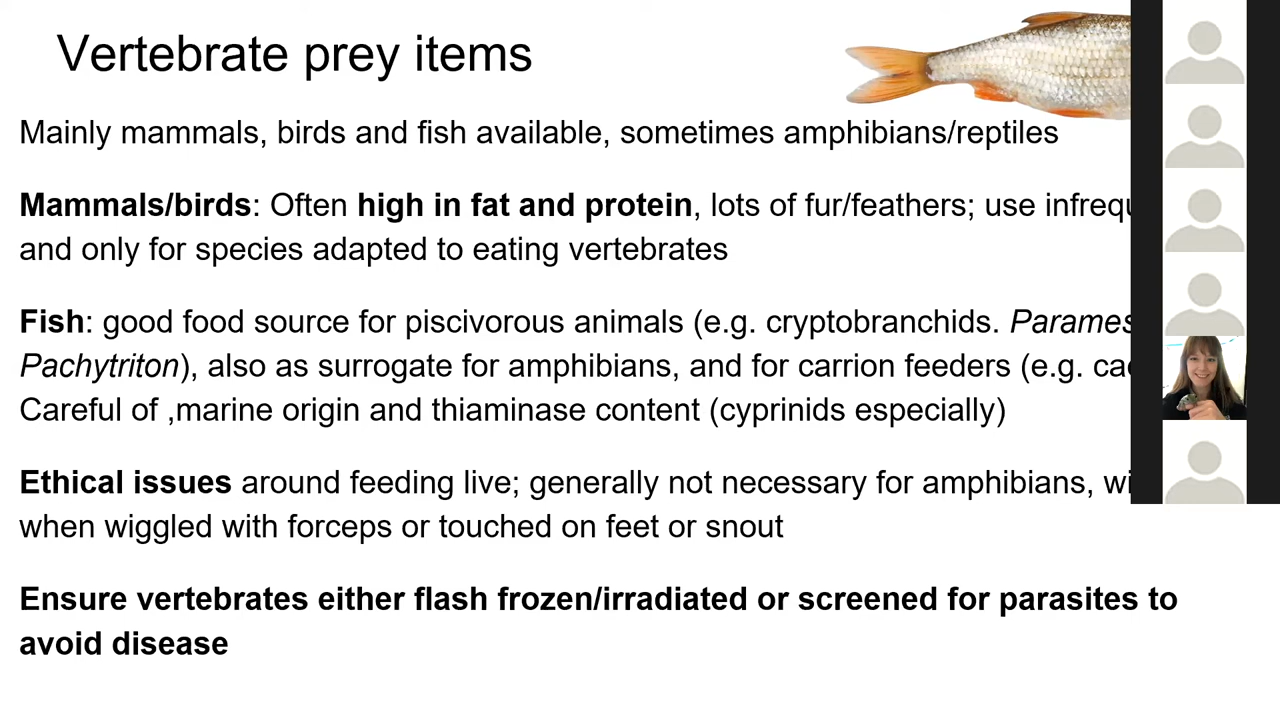 Vertebrate prey items
Mainly mammals, birds and fish available, sometimes amphibians/reptiles
Mammals/birds: Often high in fat and protein, lots of fur/feathers; use
and only for species adapted to eating vertebrates
Fish: good food source for piscivorous animals (e.g. cryptobranchids.
Pachytriton), also as surrogate for amphibians, and for carrion feeders (e.g.
Careful of ,marine origin and thiaminase content (cyprinids especially)
Ethical issues around feeding live; generally not necessary for amphibians,
when wiggled with forceps or touched on feet or snout
Ensure vertebrates either flash frozen/irradiated or screened for parasites to
avoid disease